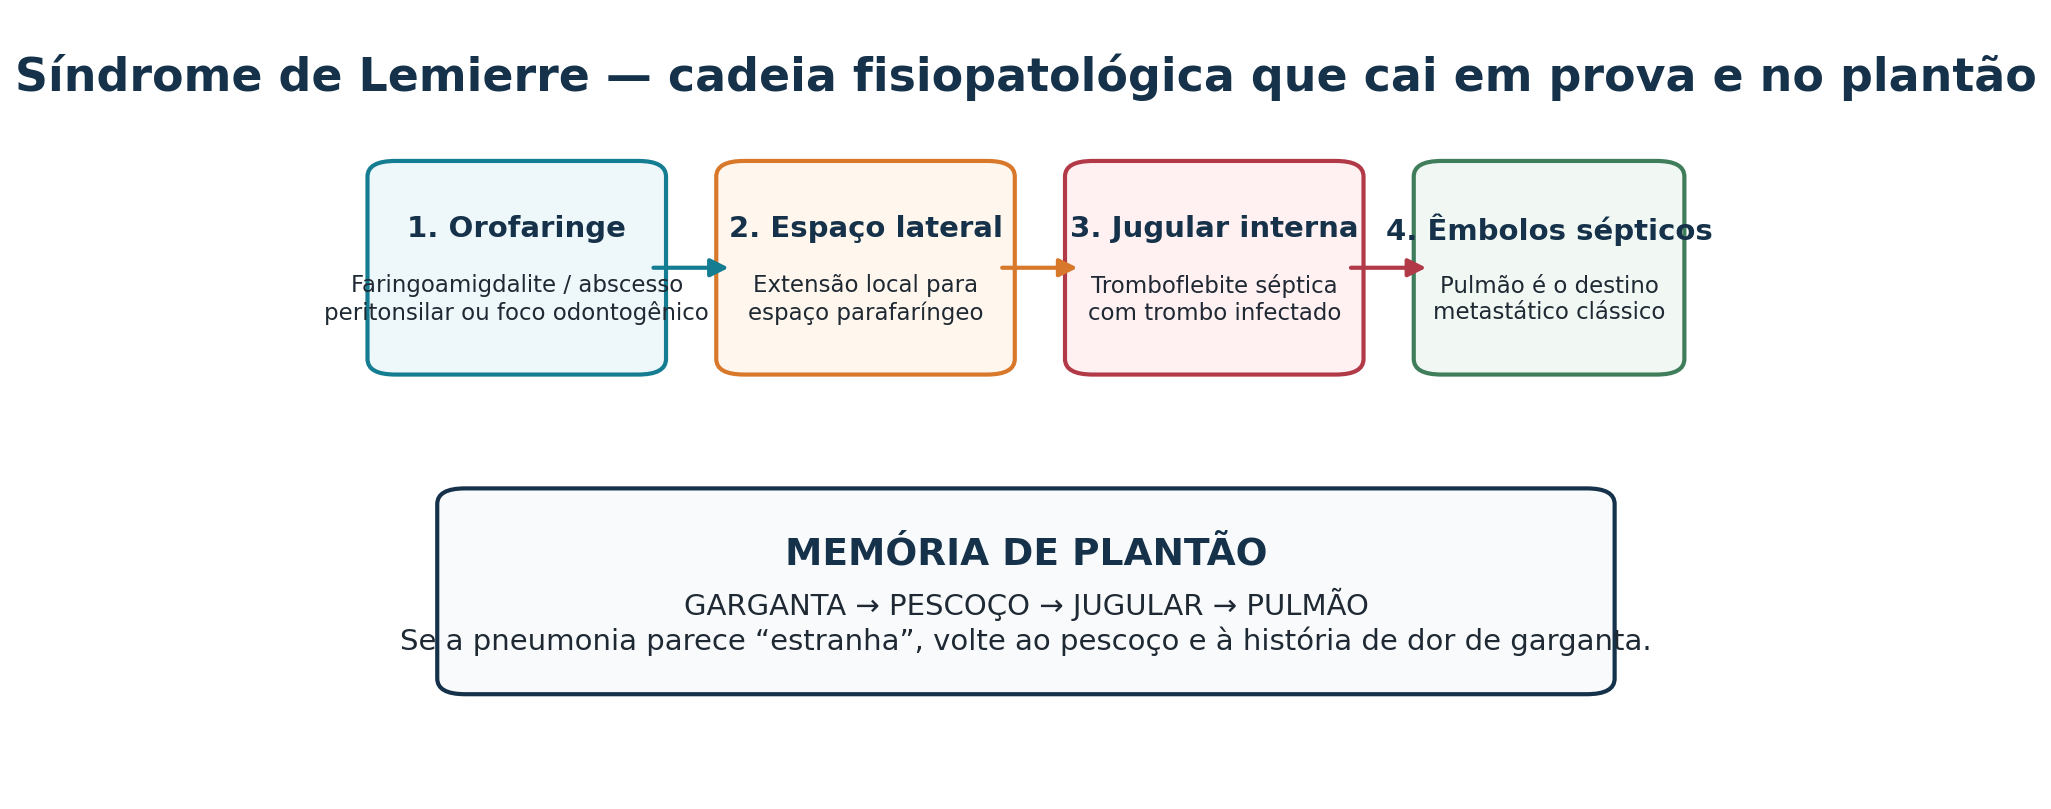 Síndrome de Lemierre — cadeia fisiopatológica que cai em prova e no plantão
1. Orofaringe
Faringoamigdalite / abscesso
peritonsilar ou foco odontogênico
2. Espaço lateral
Extensão local para
espaço parafaríngeo
3. Jugular interna
Tromboflebite séptica
com trombo infectado
4. Êmbolos sépticos
Pulmão é o destino
metastático clássico
MEMÓRIA DE PLANTÃO
GARGANTA → PESCOÇO → JUGULAR → PULMÃO
Se a pneumonia parece “estranha”, volte ao pescoço e à história de dor de garganta.